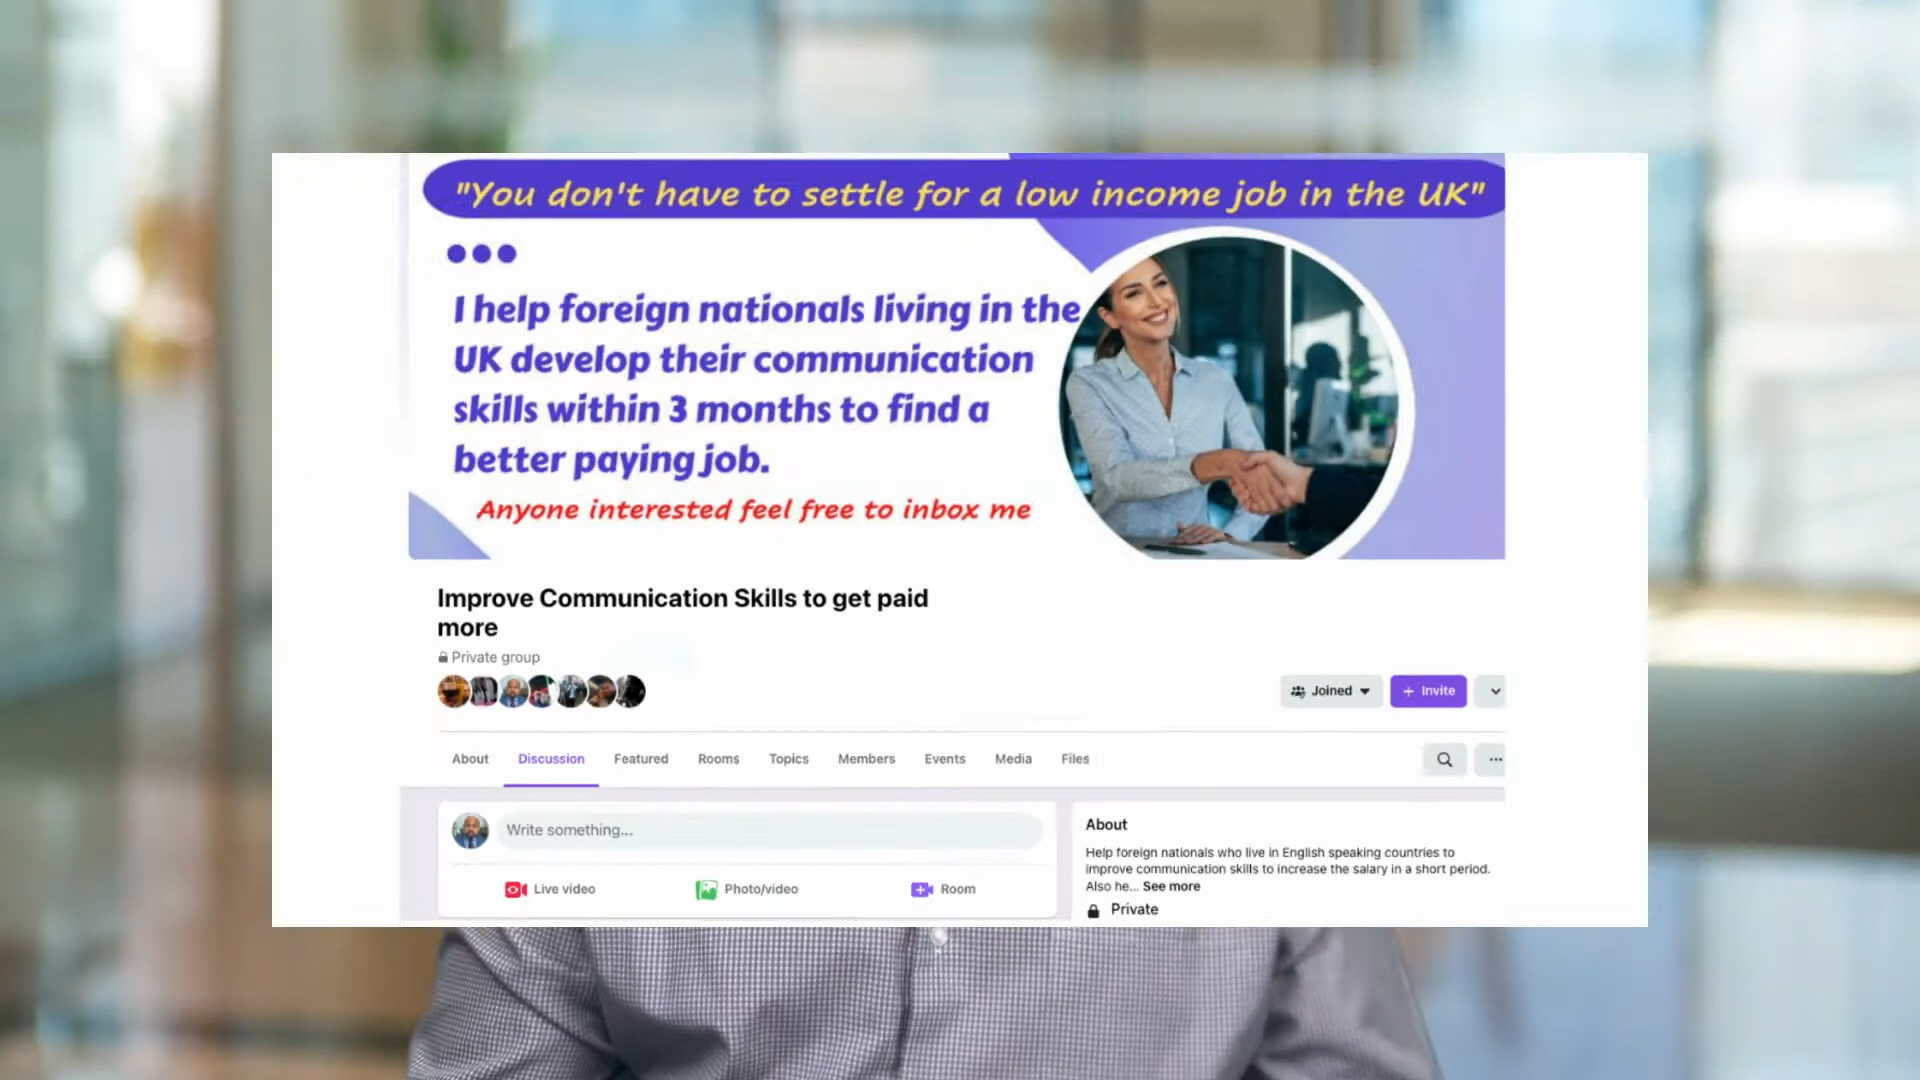 "You don't have to settle for a low income job in the UK"
I help foreign nationals living in the
UK develop their communication
skills within 3 months to find a
better paying job.
Anyone interested feel free to inbox me
Improve Communication Skills to get paid
more
Private group
Joined
+ Invite
About Discussion Featured Rooms Topics Members Events Media Files
Write something...
Live video Photo/video Room
About
Help foreign nationals who live in English speaking countries to
improve communication skills to increase the salary in a short period.
Also he... See more
Private